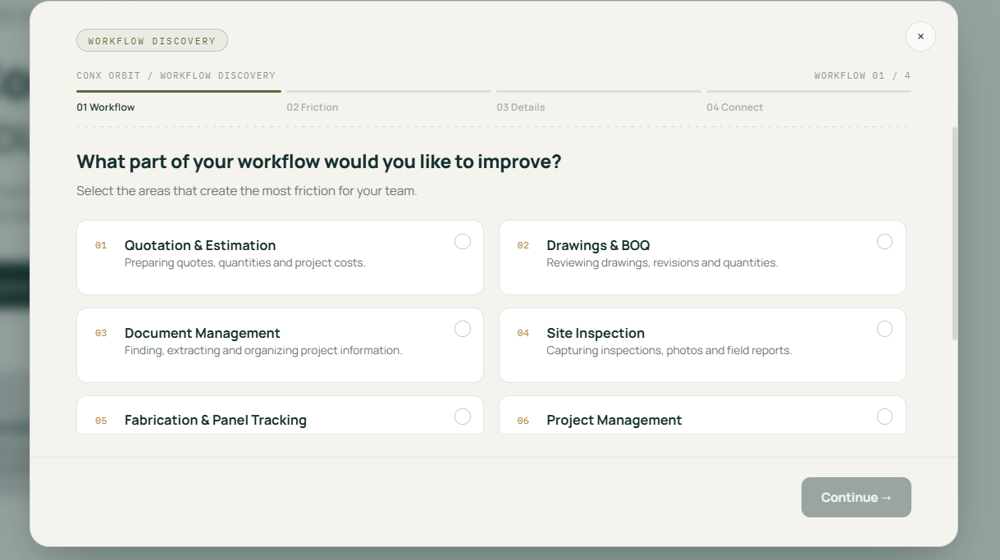 WORKFLOW DISCOVERY
×
CONX ORBIT / WORKFLOW DISCOVERY
WORKFLOW 01 / 4
01 Workflow
02 Friction
03 Details
04 Connect
What part of your workflow would you like to improve?
Select the areas that create the most friction for your team.
01 Quotation & Estimation
Preparing quotes, quantities and project costs.
02 Drawings & BOQ
Reviewing drawings, revisions and quantities.
03 Document Management
Finding, extracting and organizing project information.
04 Site Inspection
Capturing inspections, photos and field reports.
05 Fabrication & Panel Tracking
06 Project Management
Continue →